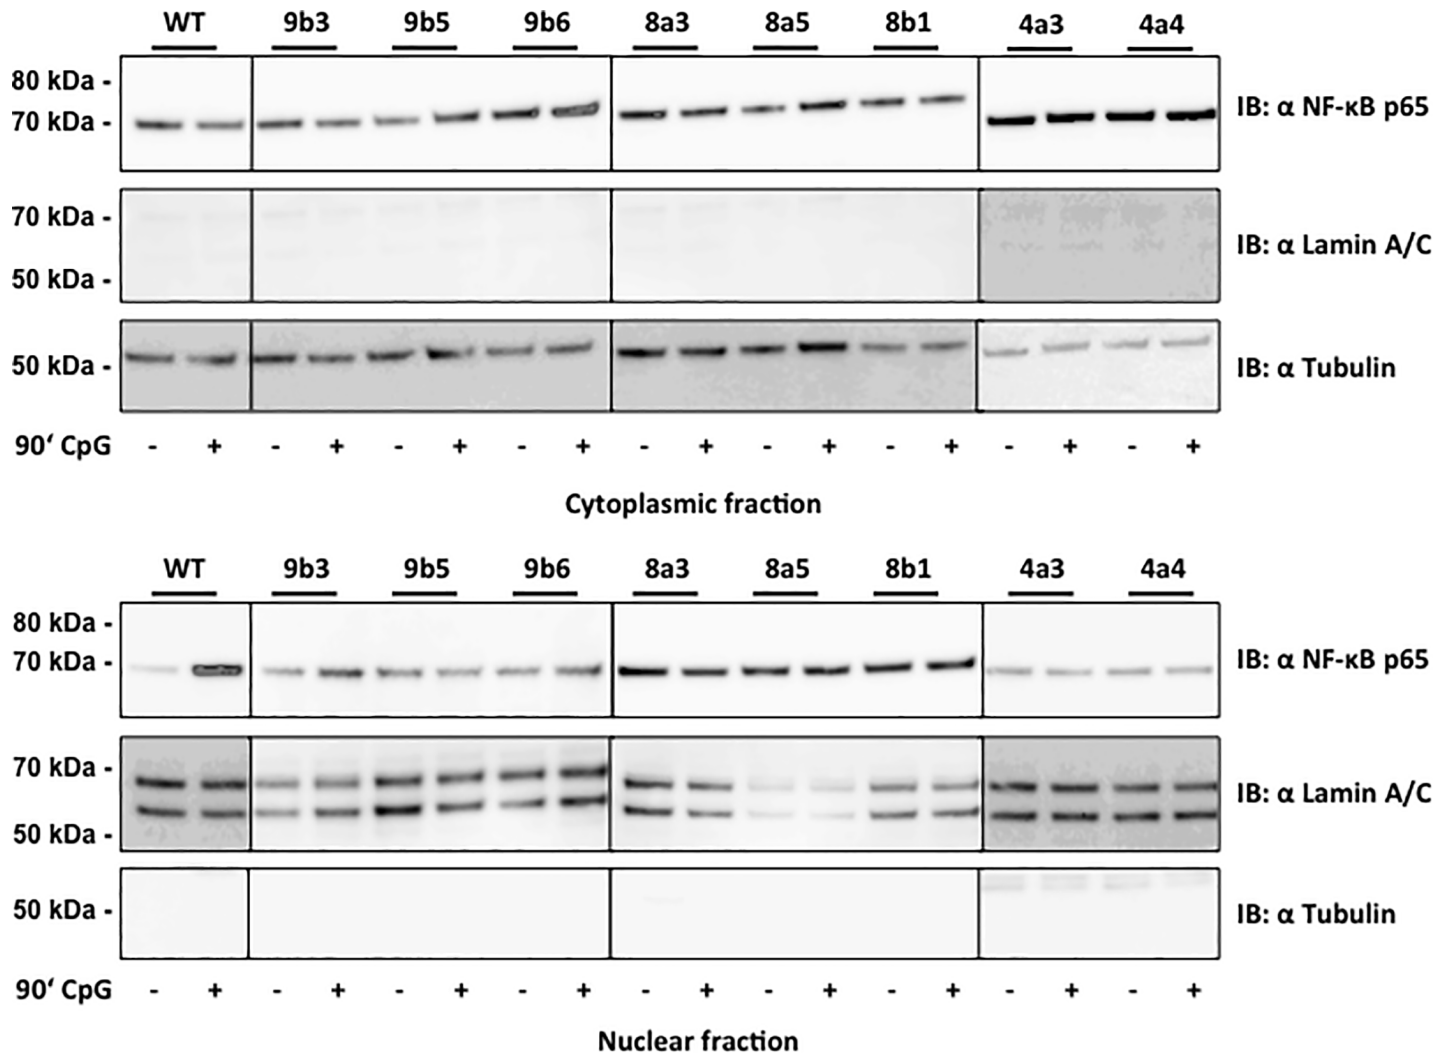 WT 9b3 9b5 9b6 8a3 8a5 8b1 4a3 4a4
80 kDa -
70 kDa -
IB: α NF-κB p65
70 kDa -
50 kDa -
IB: α Lamin A/C
50 kDa -
IB: α Tubulin
90‘ CpG - + - + - + - + - + - + - + - + - +
Cytoplasmic fraction
WT 9b3 9b5 9b6 8a3 8a5 8b1 4a3 4a4
80 kDa -
70 kDa -
IB: α NF-κB p65
70 kDa -
50 kDa -
IB: α Lamin A/C
50 kDa -
IB: α Tubulin
90‘ CpG - + - + - + - + - + - + - + - + - +
Nuclear fraction